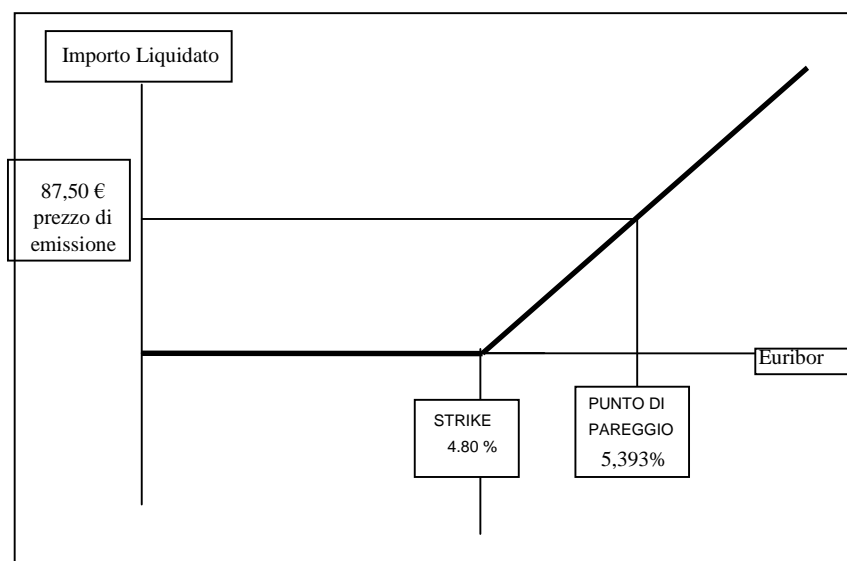 Importo Liquidato
87,50 €
prezzo di
emissione
Euribor
STRIKE
4.80 %
PUNTO DI
PAREGGIO
5,393%